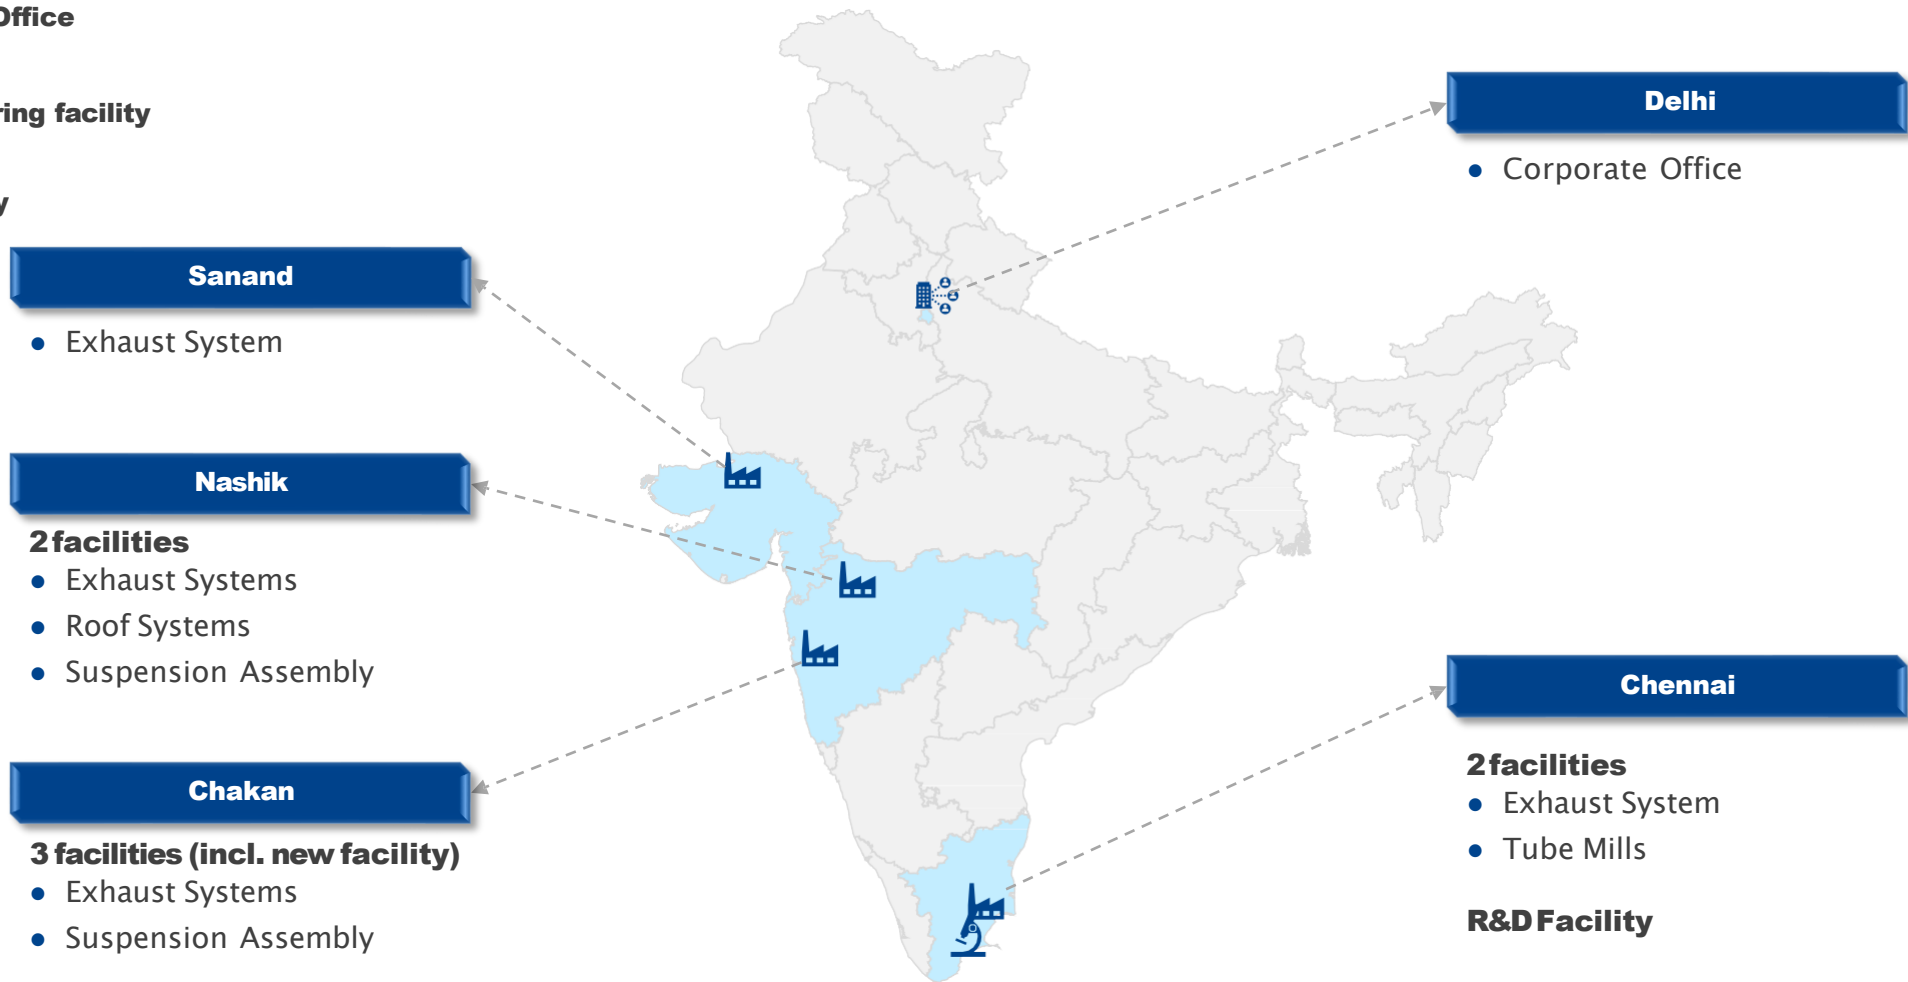 Office
ring facility
y
Sanand
• Exhaust System
Nashik
2 facilities
• Exhaust Systems
• Roof Systems
• Suspension Assembly
Chakan
3 facilities (incl. new facility)
• Exhaust Systems
• Suspension Assembly
Delhi
• Corporate Office
Chennai
2 facilities
• Exhaust System
• Tube Mills
R&D Facility